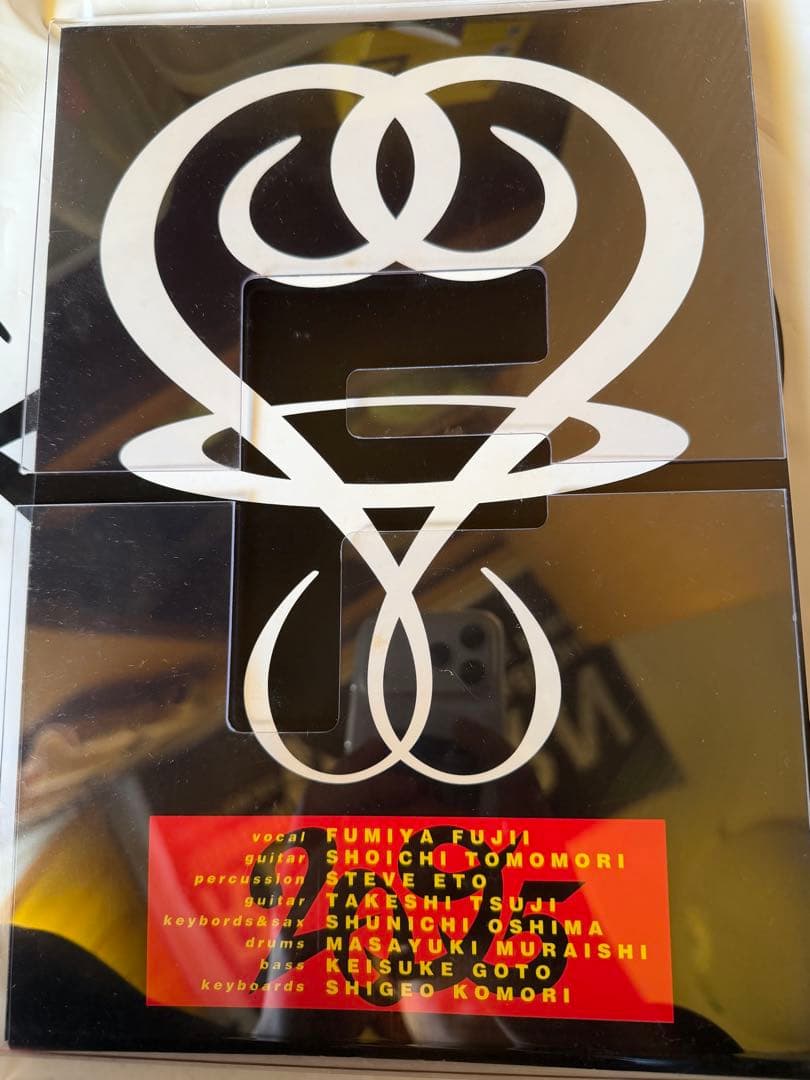 F
vocal FUMIYA FUJII
guitar SHOICHI TOMOMORI
percussion STEVE ETO
guitar TAKESHI TSUJI
keybords&sax SHUNICHI OSHIMA
drums MASAYUKI MURAISHI
bass KEISUKE GOTO
keyboards SHIGEO KOMORI